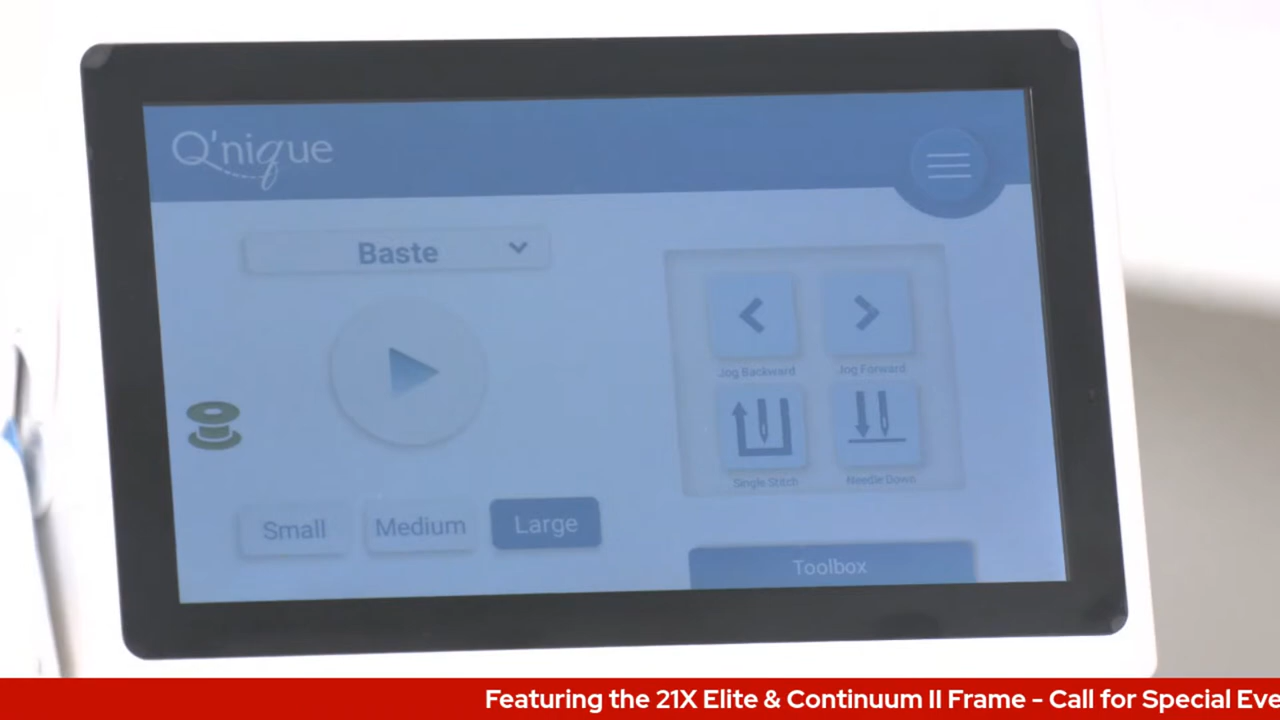 Q'nique
Baste
Jog Backward
Jog Forward
Single Stitch
Needle Down
Small
Medium
Large
Toolbox
Featuring the 21X Elite & Continuum II Frame - Call for Special Eve